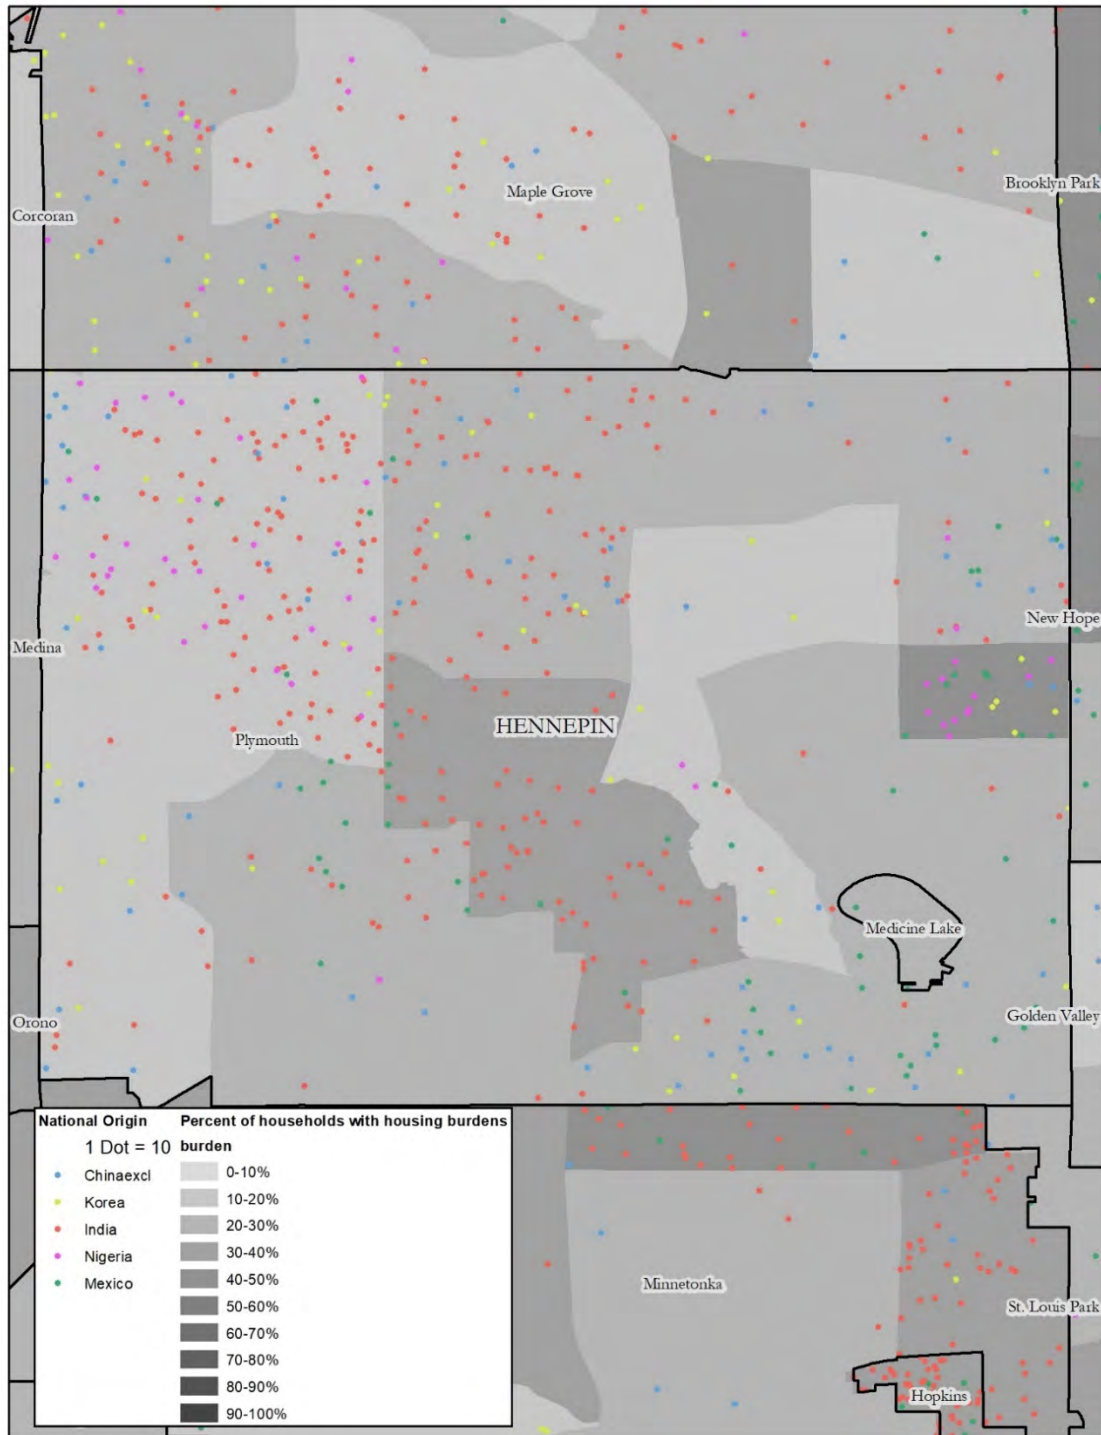 Maple Grove
Brooklyn Park
Corcoran
New Hope
Medina
HENNEPIN
Plymouth
Medicine Lake
Orono
Golden Valley
National Origin
1 Dot = 10
Chinaexcl
Korea
India
Nigeria
Mexico
Percent of households with housing burdens
burden
0-10%
10-20%
20-30%
30-40%
40-50%
50-60%
60-70%
70-80%
80-90%
90-100%
Minnetonka
St. Louis Park
Hopkins